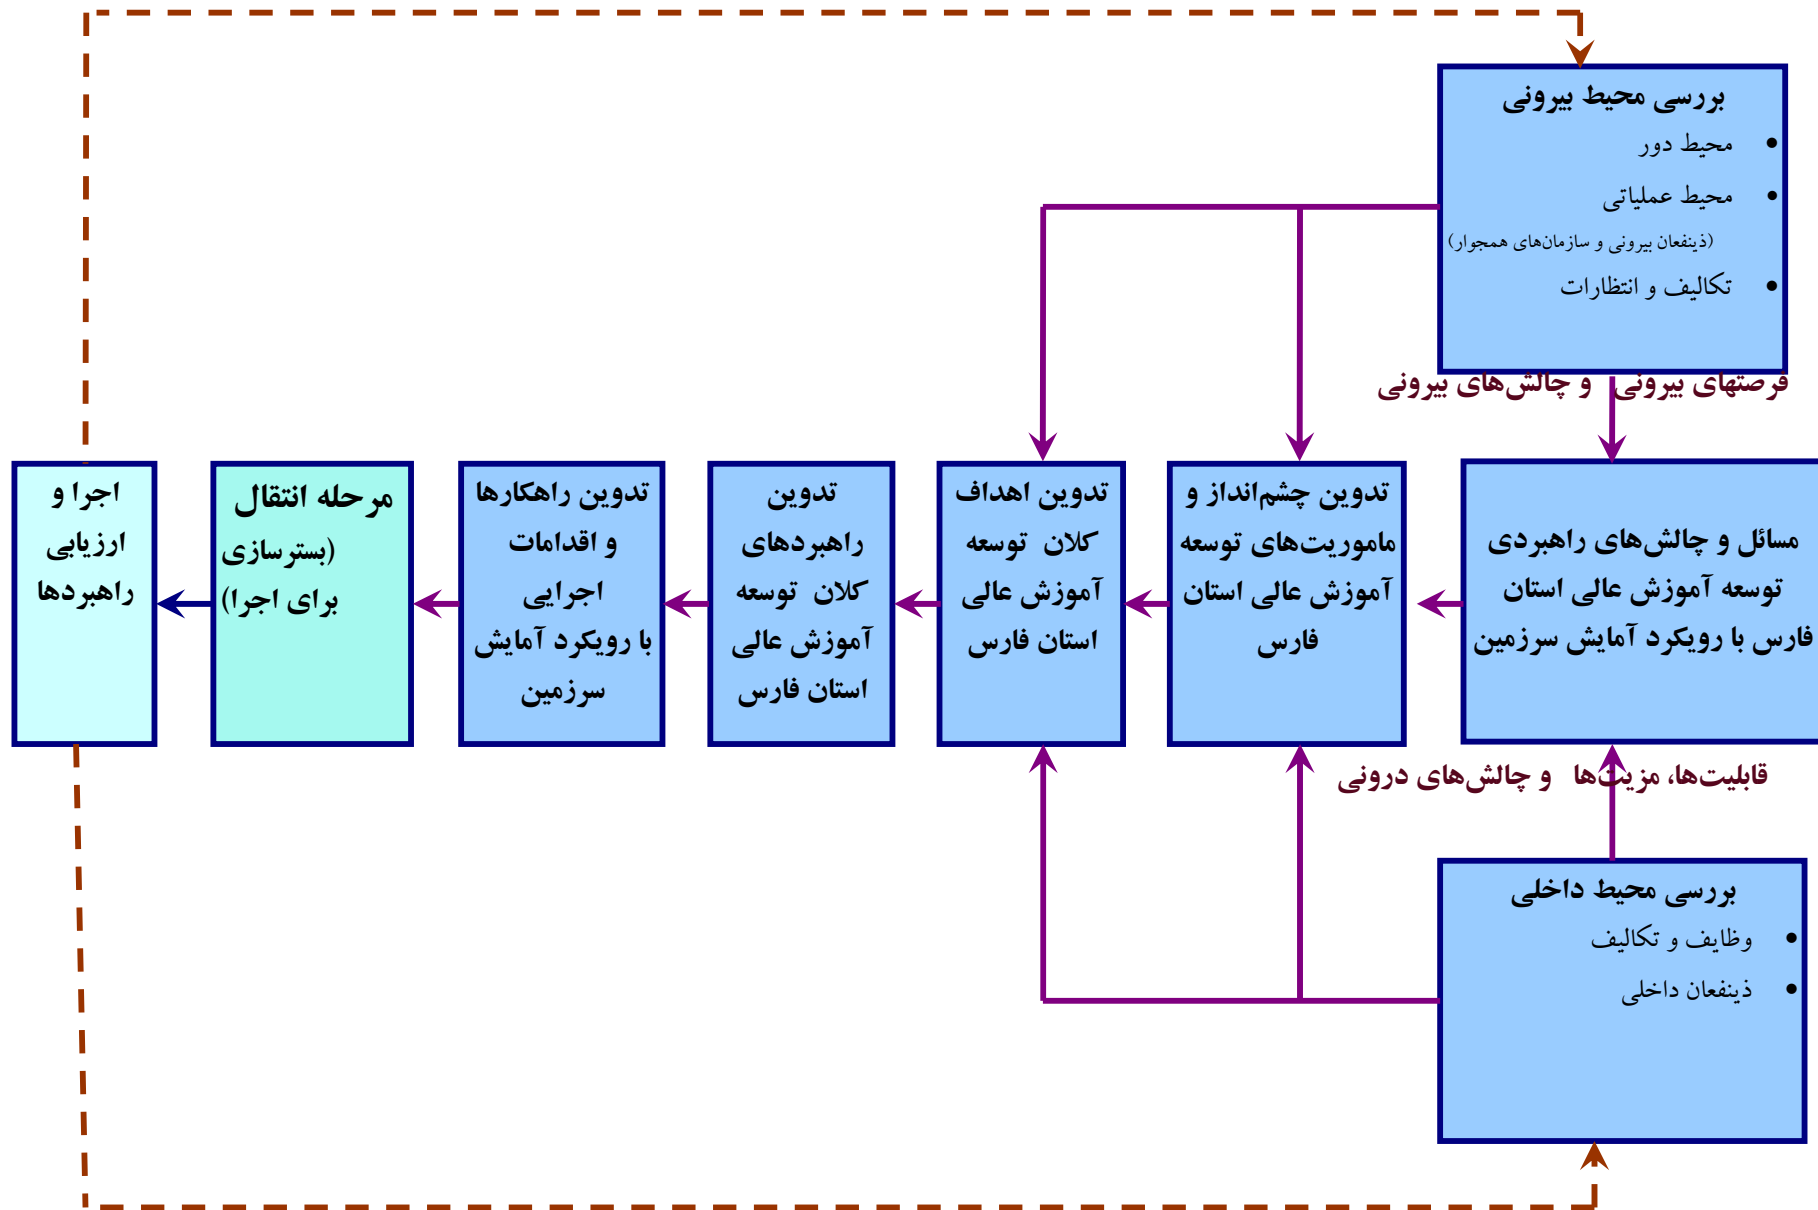 بررسی محیط بیرونی
• محیط دور
• محیط عملیاتی
(ذینفعان بیرونی و سازمان‌های همجوار)
• تکالیف و انتظارات
فرصتهای بیرونی و چالش‌های بیرونی
مسائل و چالش‌های راهبردی
توسعه آموزش عالی استان
فارس با رویکرد آمایش سرزمین
تدوین چشم‌انداز و
ماموریت‌های توسعه
آموزش عالی استان
فارس
تدوین اهداف
کلان توسعه
آموزش عالی
استان فارس
تدوین
راهبردهای
کلان توسعه
آموزش عالی
استان فارس
تدوین راهکارها
و اقدامات
اجرایی
با رویکرد آمایش
سرزمین
مرحله انتقال
(بسترسازی
برای اجرا)
اجرا و
ارزیابی
راهبردها
قابلیت‌ها، مزیت‌ها و چالش‌های درونی
بررسی محیط داخلی
• وظایف و تکالیف
• ذینفعان داخلی